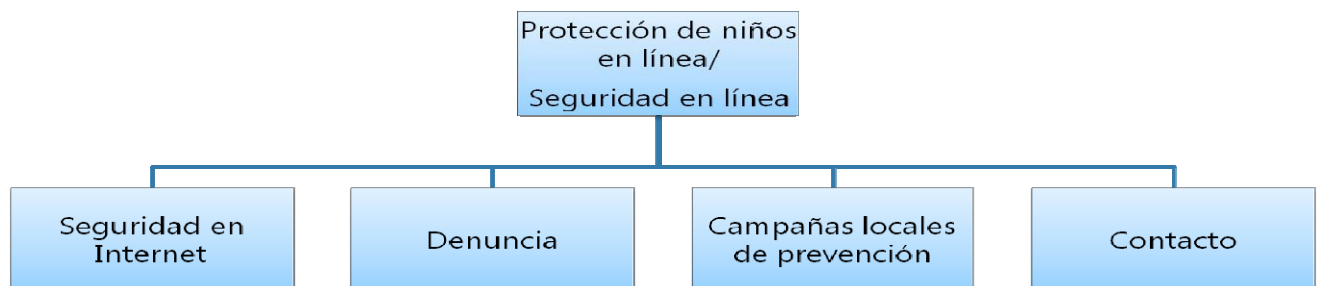 Protección de niños
en línea/
Seguridad en línea
Seguridad en
Internet
Denuncia
Campañas locales
de prevención
Contacto